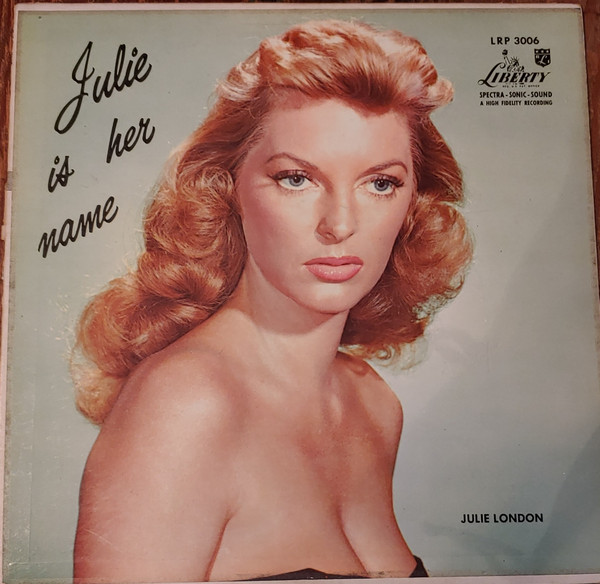 Julie
is her
name
LRP 3006
LIBERTY
SPECTRA-SONIC-SOUND
A HIGH FIDELITY RECORDING
JULIE LONDON